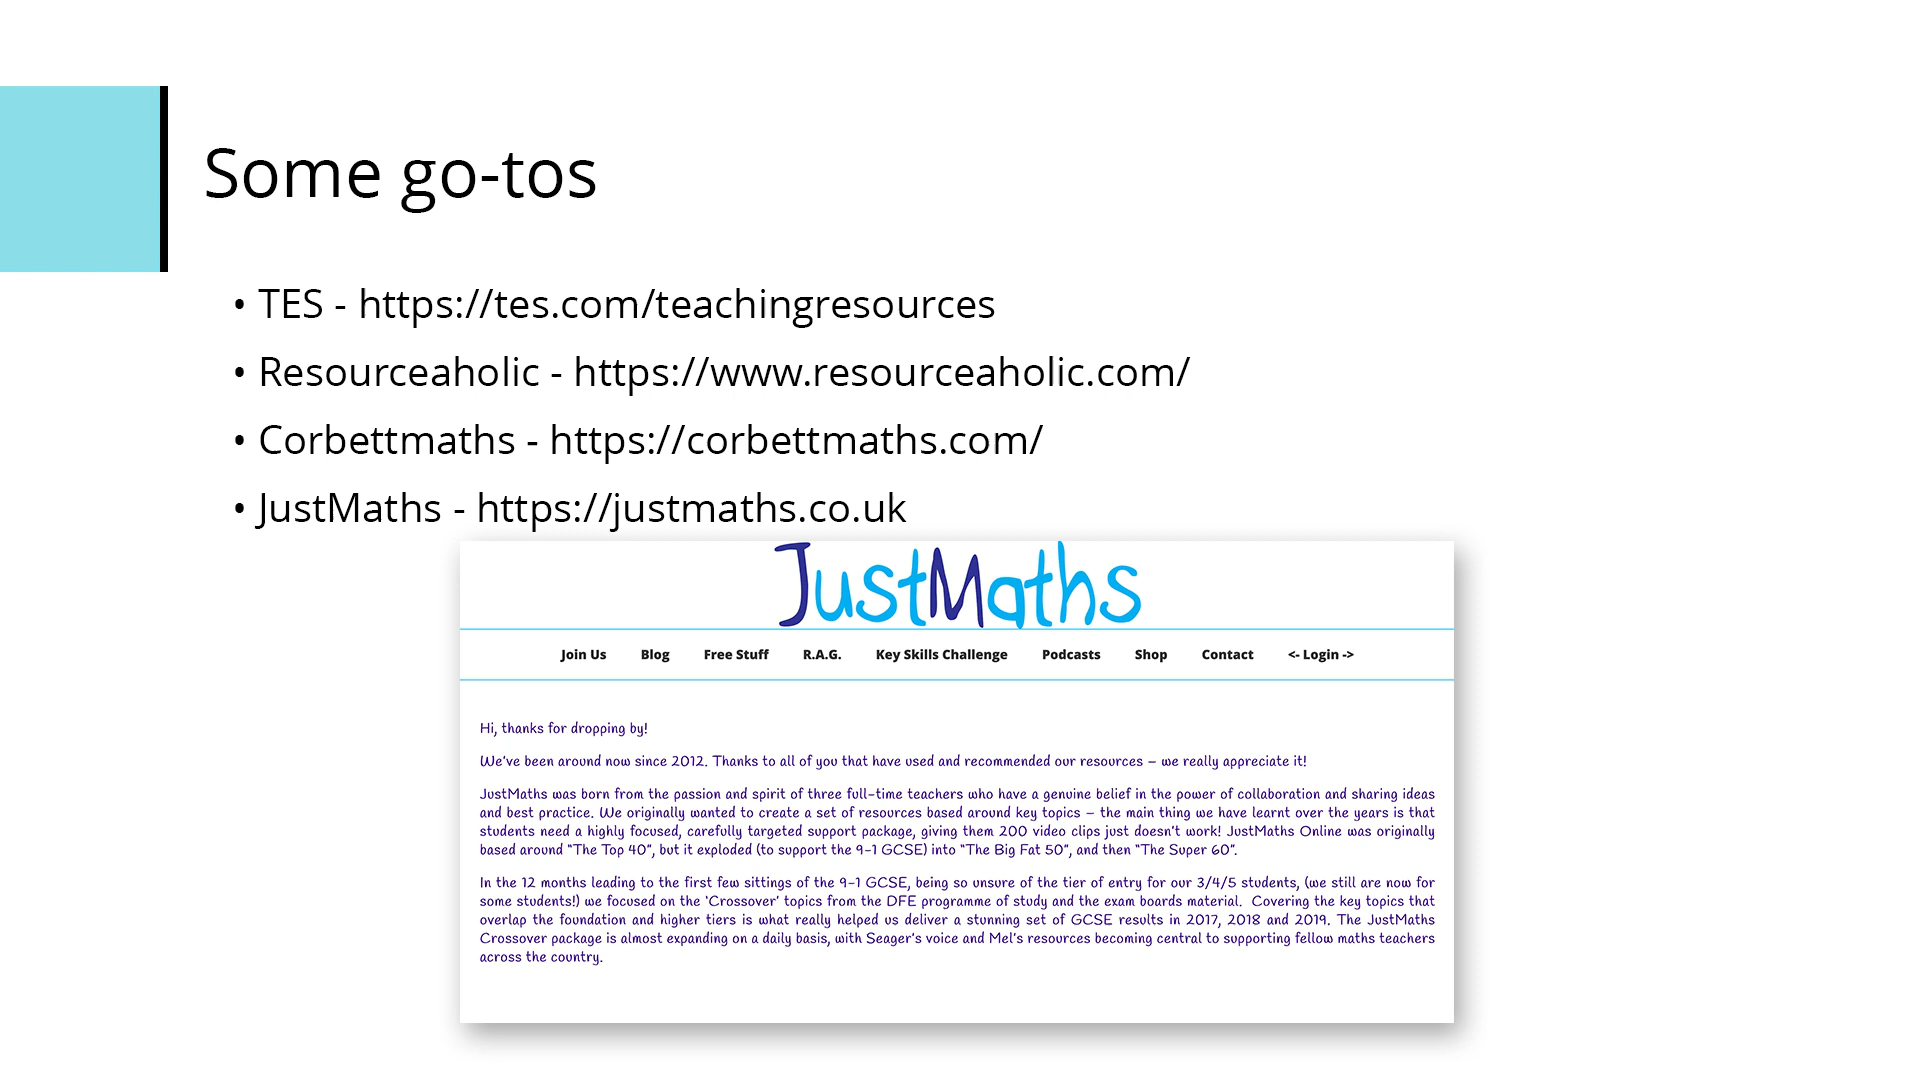 Some go-tos
• TES - https://tes.com/teachingresources
• Resourceaholic - https://www.resourceaholic.com/
• Corbettmaths - https://corbettmaths.com/
• JustMaths - https://justmaths.co.uk
JustMaths
Join Us Blog Free Stuff R.A.G. Key Skills Challenge Podcasts Shop Contact <- Login ->
Hi, thanks for dropping by!
We've been around now since 2012. Thanks to all of you that have used and recommended our resources – we really appreciate it!
JustMaths was born from the passion and spirit of three full-time teachers who have a genuine belief in the power of collaboration and sharing ideas
and best practice. We originally wanted to create a set of resources based around key topics – the main thing we have learnt over the years is that
students need a highly focused, carefully targeted support package, giving them 200 video clips just doesn't work! JustMaths Online was originally
based around “The Top 40”, but it exploded (to support the 9-1 GCSE) into “The Big Fat 50”, and then “The Super 60”.
In the 12 months leading to the first few sittings of the 9-1 GCSE, being so unsure of the tier of entry for our 3/4/5 students, (we still are now for
some students!) we focused on the ‘Crossover’ topics from the DFE programme of study and the exam boards material. Covering the key topics that
overlap the foundation and higher tiers is what really helped us deliver a stunning set of GCSE results in 2017, 2018 and 2019. The JustMaths
Crossover package is almost expanding on a daily basis, with Seager's voice and Mel's resources becoming central to supporting fellow maths teachers
across the country.